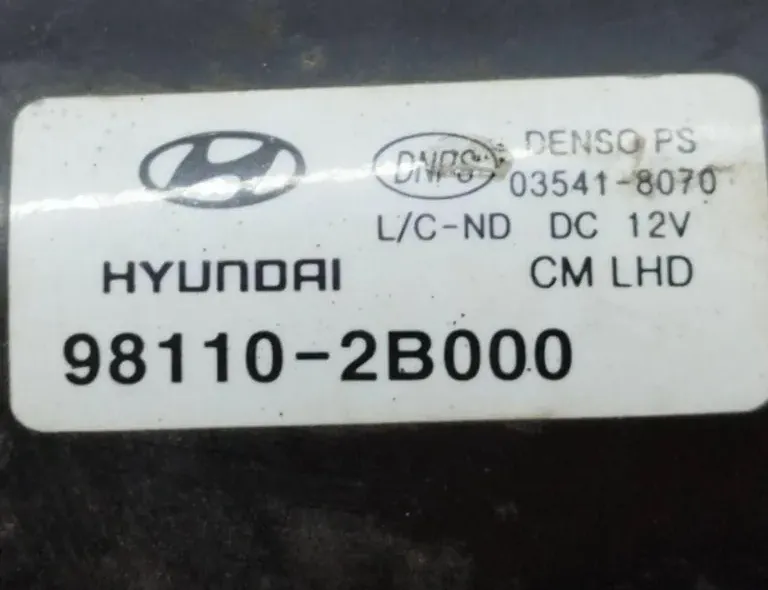 DNPS DENSO PS
03541-8070
L/C-ND DC 12V
HYUNDAI CM LHD
98110-2B000